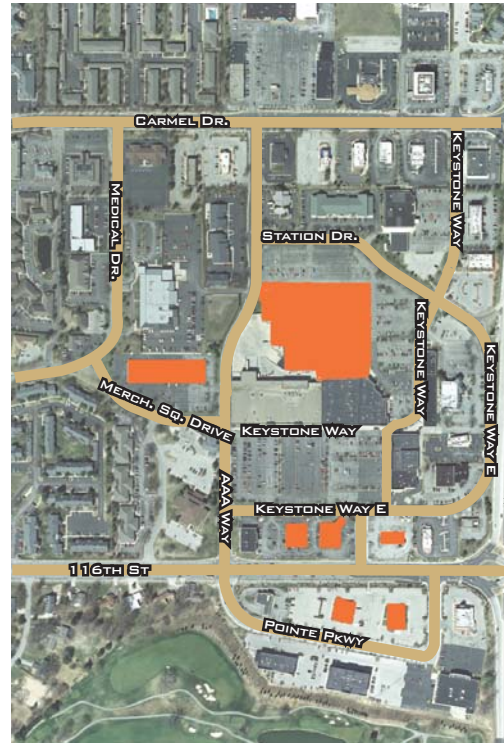 CARMEL DR.
KEYSTONE WAY
MEDICAL DR.
STATION DR.
KEYSTONE WAY
KEYSTONE WAY E
MERCH. SQ. DRIVE
KEYSTONE WAY
AAA WAY
KEYSTONE WAY E
116TH ST
POINTE PKWY